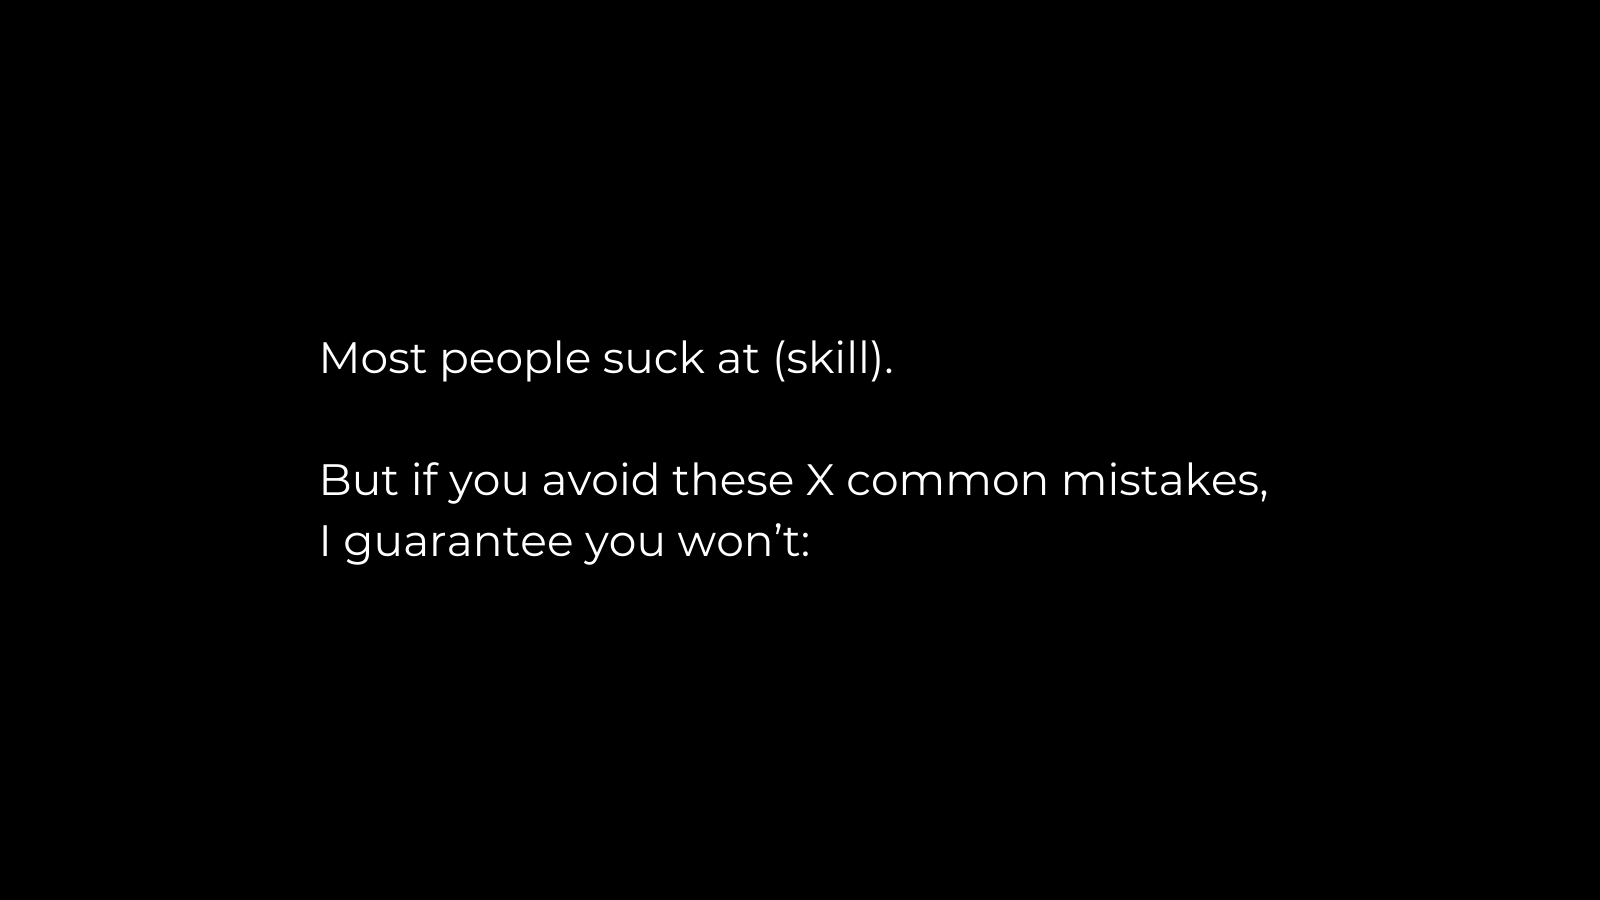 Most people suck at (skill).
But if you avoid these X common mistakes,
I guarantee you won’t: